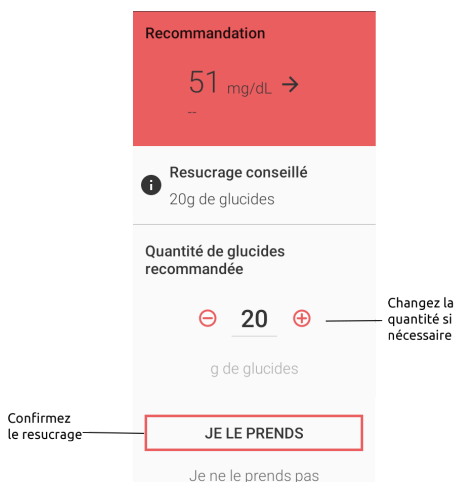 Recommandation
51 mg/dL →
--
Resucrage conseillé
20g de glucides
Quantité de glucides
recommandée
20
Changez la
quantité si
nécessaire
g de glucides
Confirmez
le resucrage
JE LE PRENDS
Je ne le prends pas